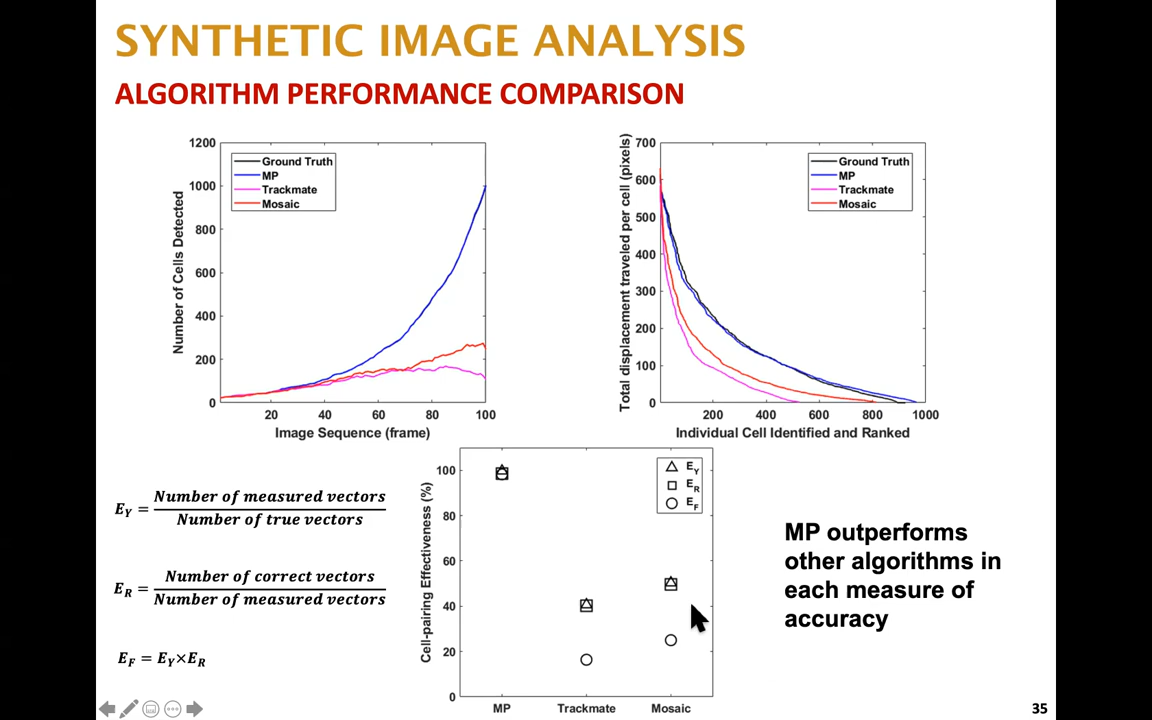 SYNTHETIC IMAGE ANALYSIS
ALGORITHM PERFORMANCE COMPARISON
Number of Cells Detected
1200
1000
800
600
400
200
0
Ground Truth
MP
Trackmate
Mosaic
20
40
60
80
100
Image Sequence (frame)
Total displacement traveled per cell (pixels)
700
600
500
400
300
200
100
0
Ground Truth
MP
Trackmate
Mosaic
200
400
600
800
1000
Individual Cell Identified and Ranked
E_Y = Number of measured vectors
Number of true vectors
E_R = Number of correct vectors
Number of measured vectors
E_F = E_Y×E_R
Cell-pairing Effectiveness (%)
100
80
60
40
20
0
E_Y
E_R
E_F
MP
Trackmate
Mosaic
MP outperforms
other algorithms in
each measure of
accuracy
35